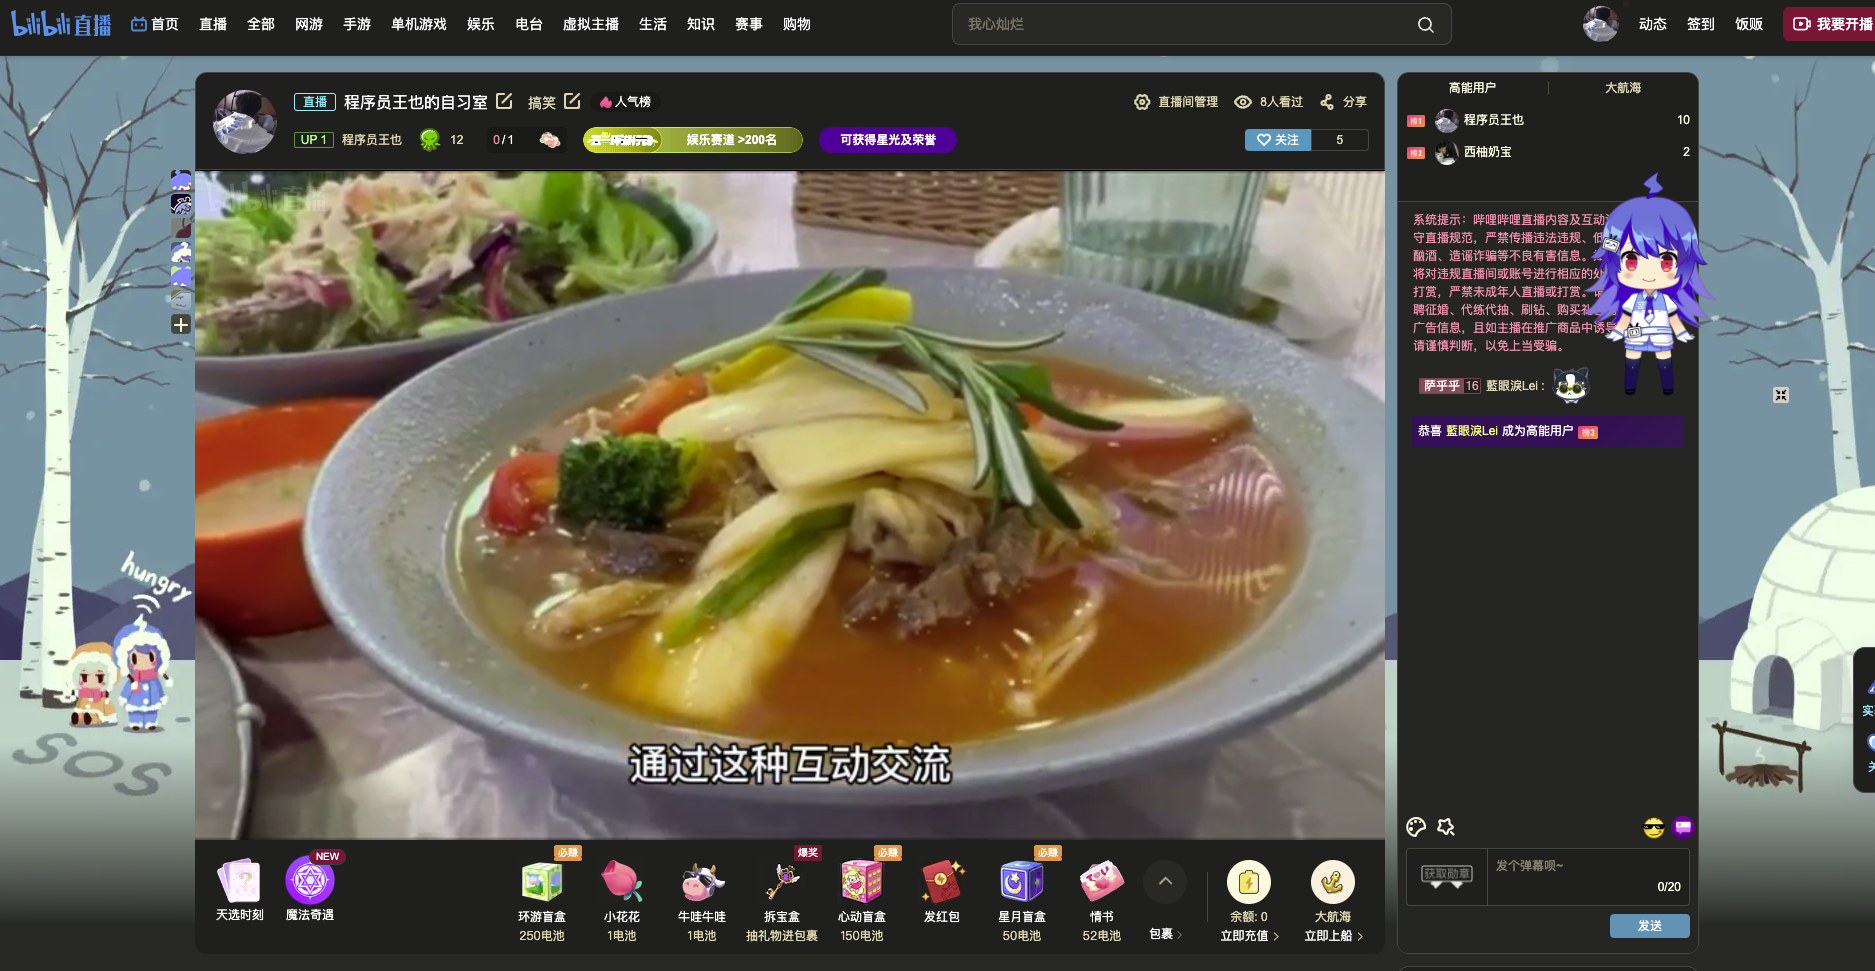 bilibili 直播 首页 直播 全部 网游 手游 单机游戏 娱乐 电台 虚拟主播 生活 知识 赛事 购物 我心灿烂 动态 签到 饭贩 我要开播
直播 程序员王也的自习室 搞笑 人气榜 直播间管理 8人看过 分享
UP 1 程序员王也 12 0/1 娱乐赛道 >200名 可获得星光及荣誉 关注 5
高能用户 大航海
榜1 程序员王也 10
榜2 西柚奶宝 2
bilibili 直播
系统提示：哔哩哔哩直播内容及互动
守直播规范，严禁传播违法违规、低
酗酒、造谣诈骗等不良有害信息。
将对违规直播间或账号进行相应的处
打赏，严禁未成年人直播或打赏。
聘征婚、代练代抽、刷钻、购买礼
广告信息，且如主播在推广商品中诱导
请谨慎判断，以免上当受骗。
萨乎乎 16 藍眼淚Lei：
恭喜 藍眼淚Lei 成为高能用户 榜3
hungry
SOS
通过这种互动交流
获取勋章 发个弹幕呗~
0/20
发送
NEW 必赚 爆奖 必赚 必赚
天选时刻 魔法奇遇 环游盲盒 小花花 牛哇牛哇 拆宝盒 心动盲盒 发红包 星月盲盒 情书 包裹 余额: 0 大航海
250电池 1电池 1电池 抽礼物进包裹 150电池 50电池 52电池 立即充值 立即上船
实
关